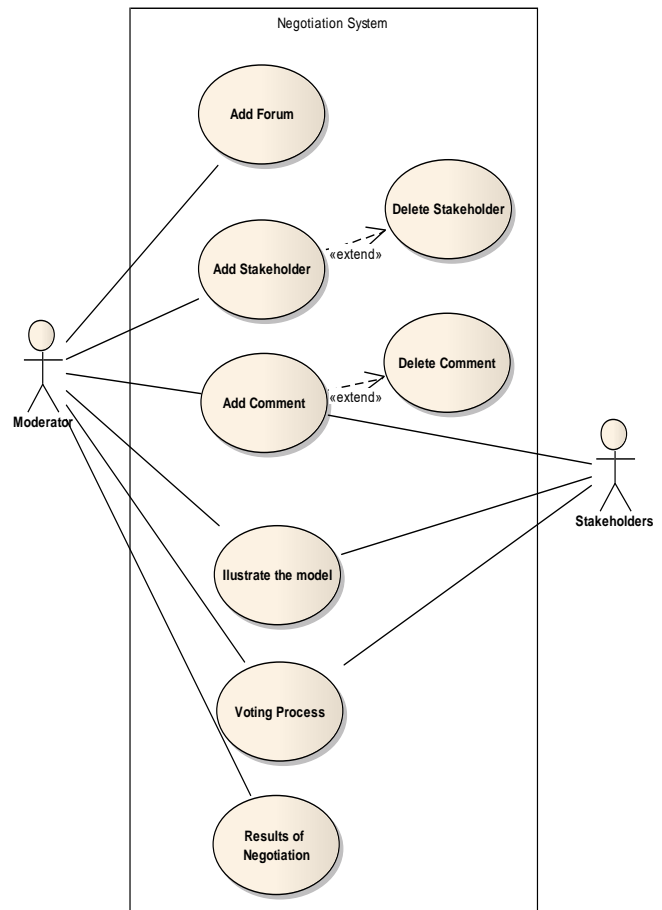 Negotiation System
Add Forum
Delete Stakeholder
Add Stakeholder
«extend»
Delete Comment
Add Comment
«extend»
Moderator
Stakeholders
Ilustrate the model
Voting Process
Results of
Negotiation